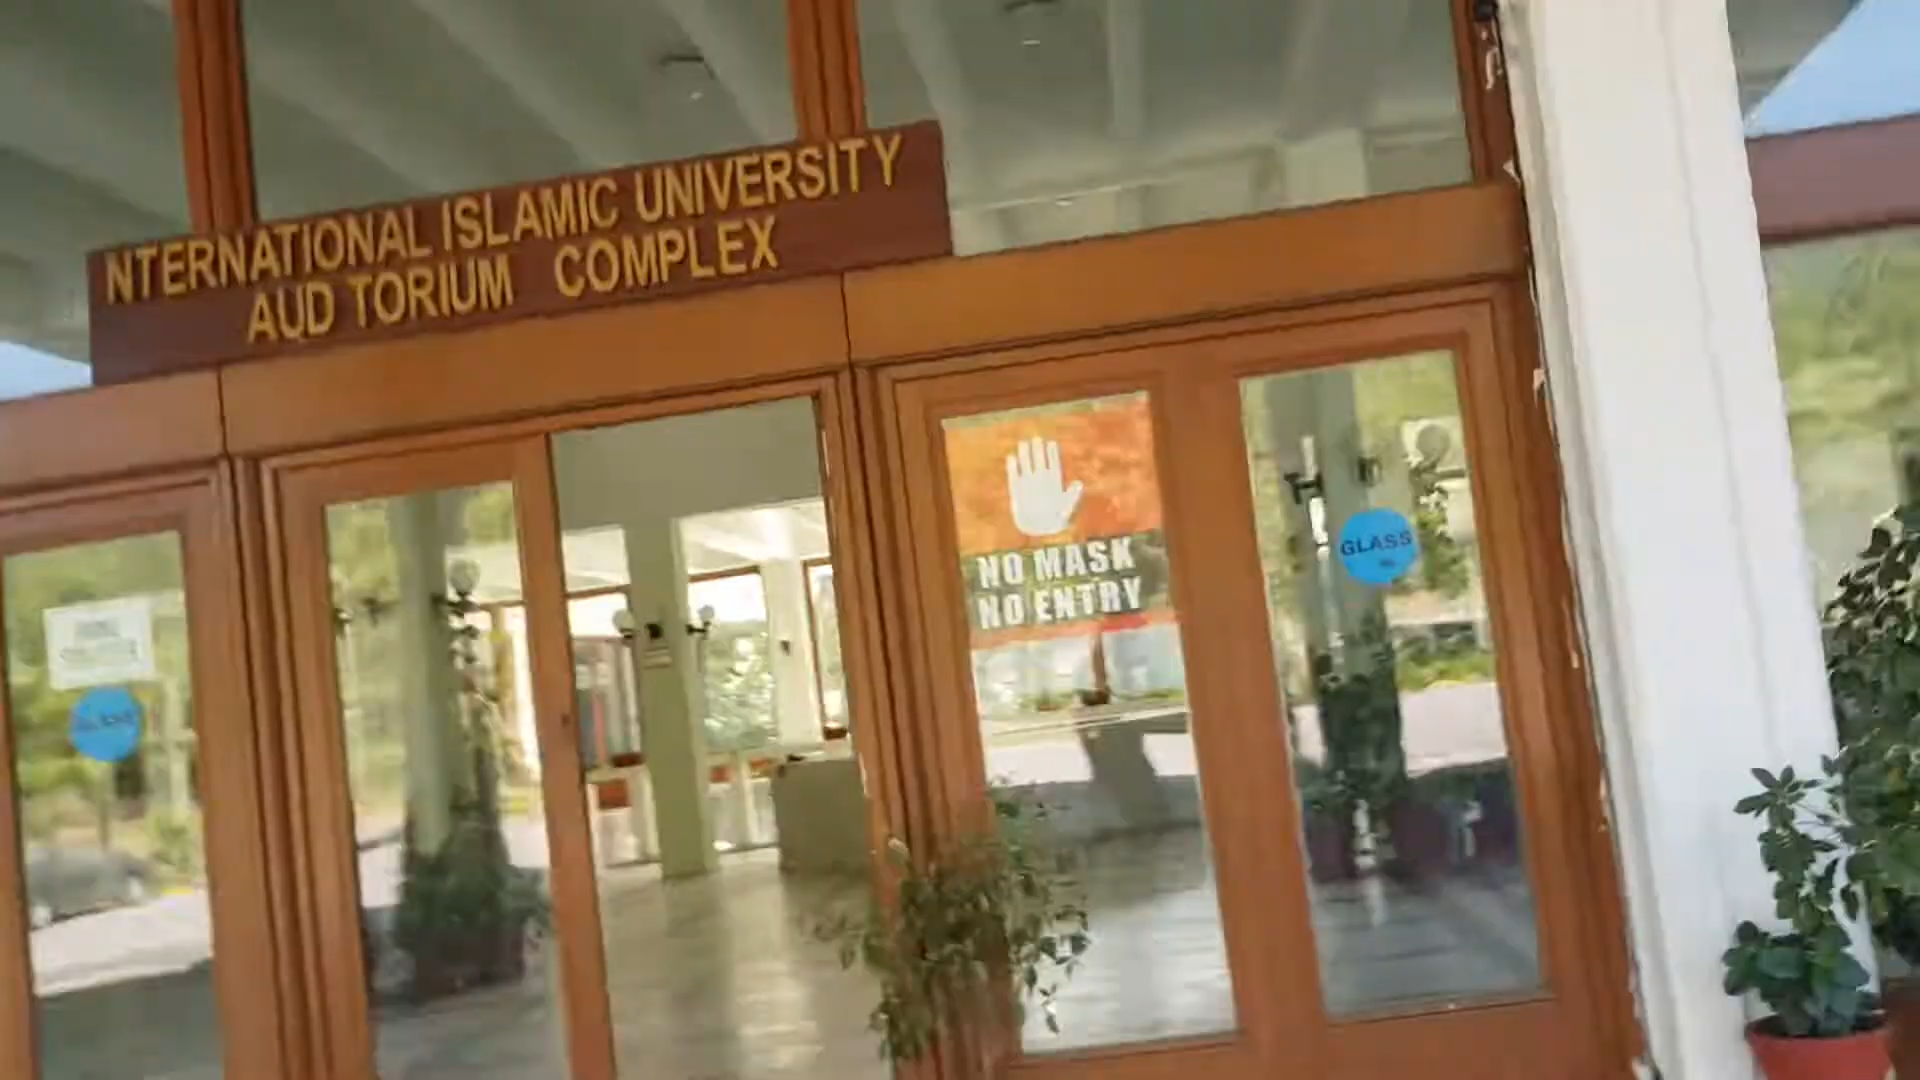 NTERNATIONAL ISLAMIC UNIVERSITY
AUD TORIUM COMPLEX
NO MASK
NO ENTRY
GLASS